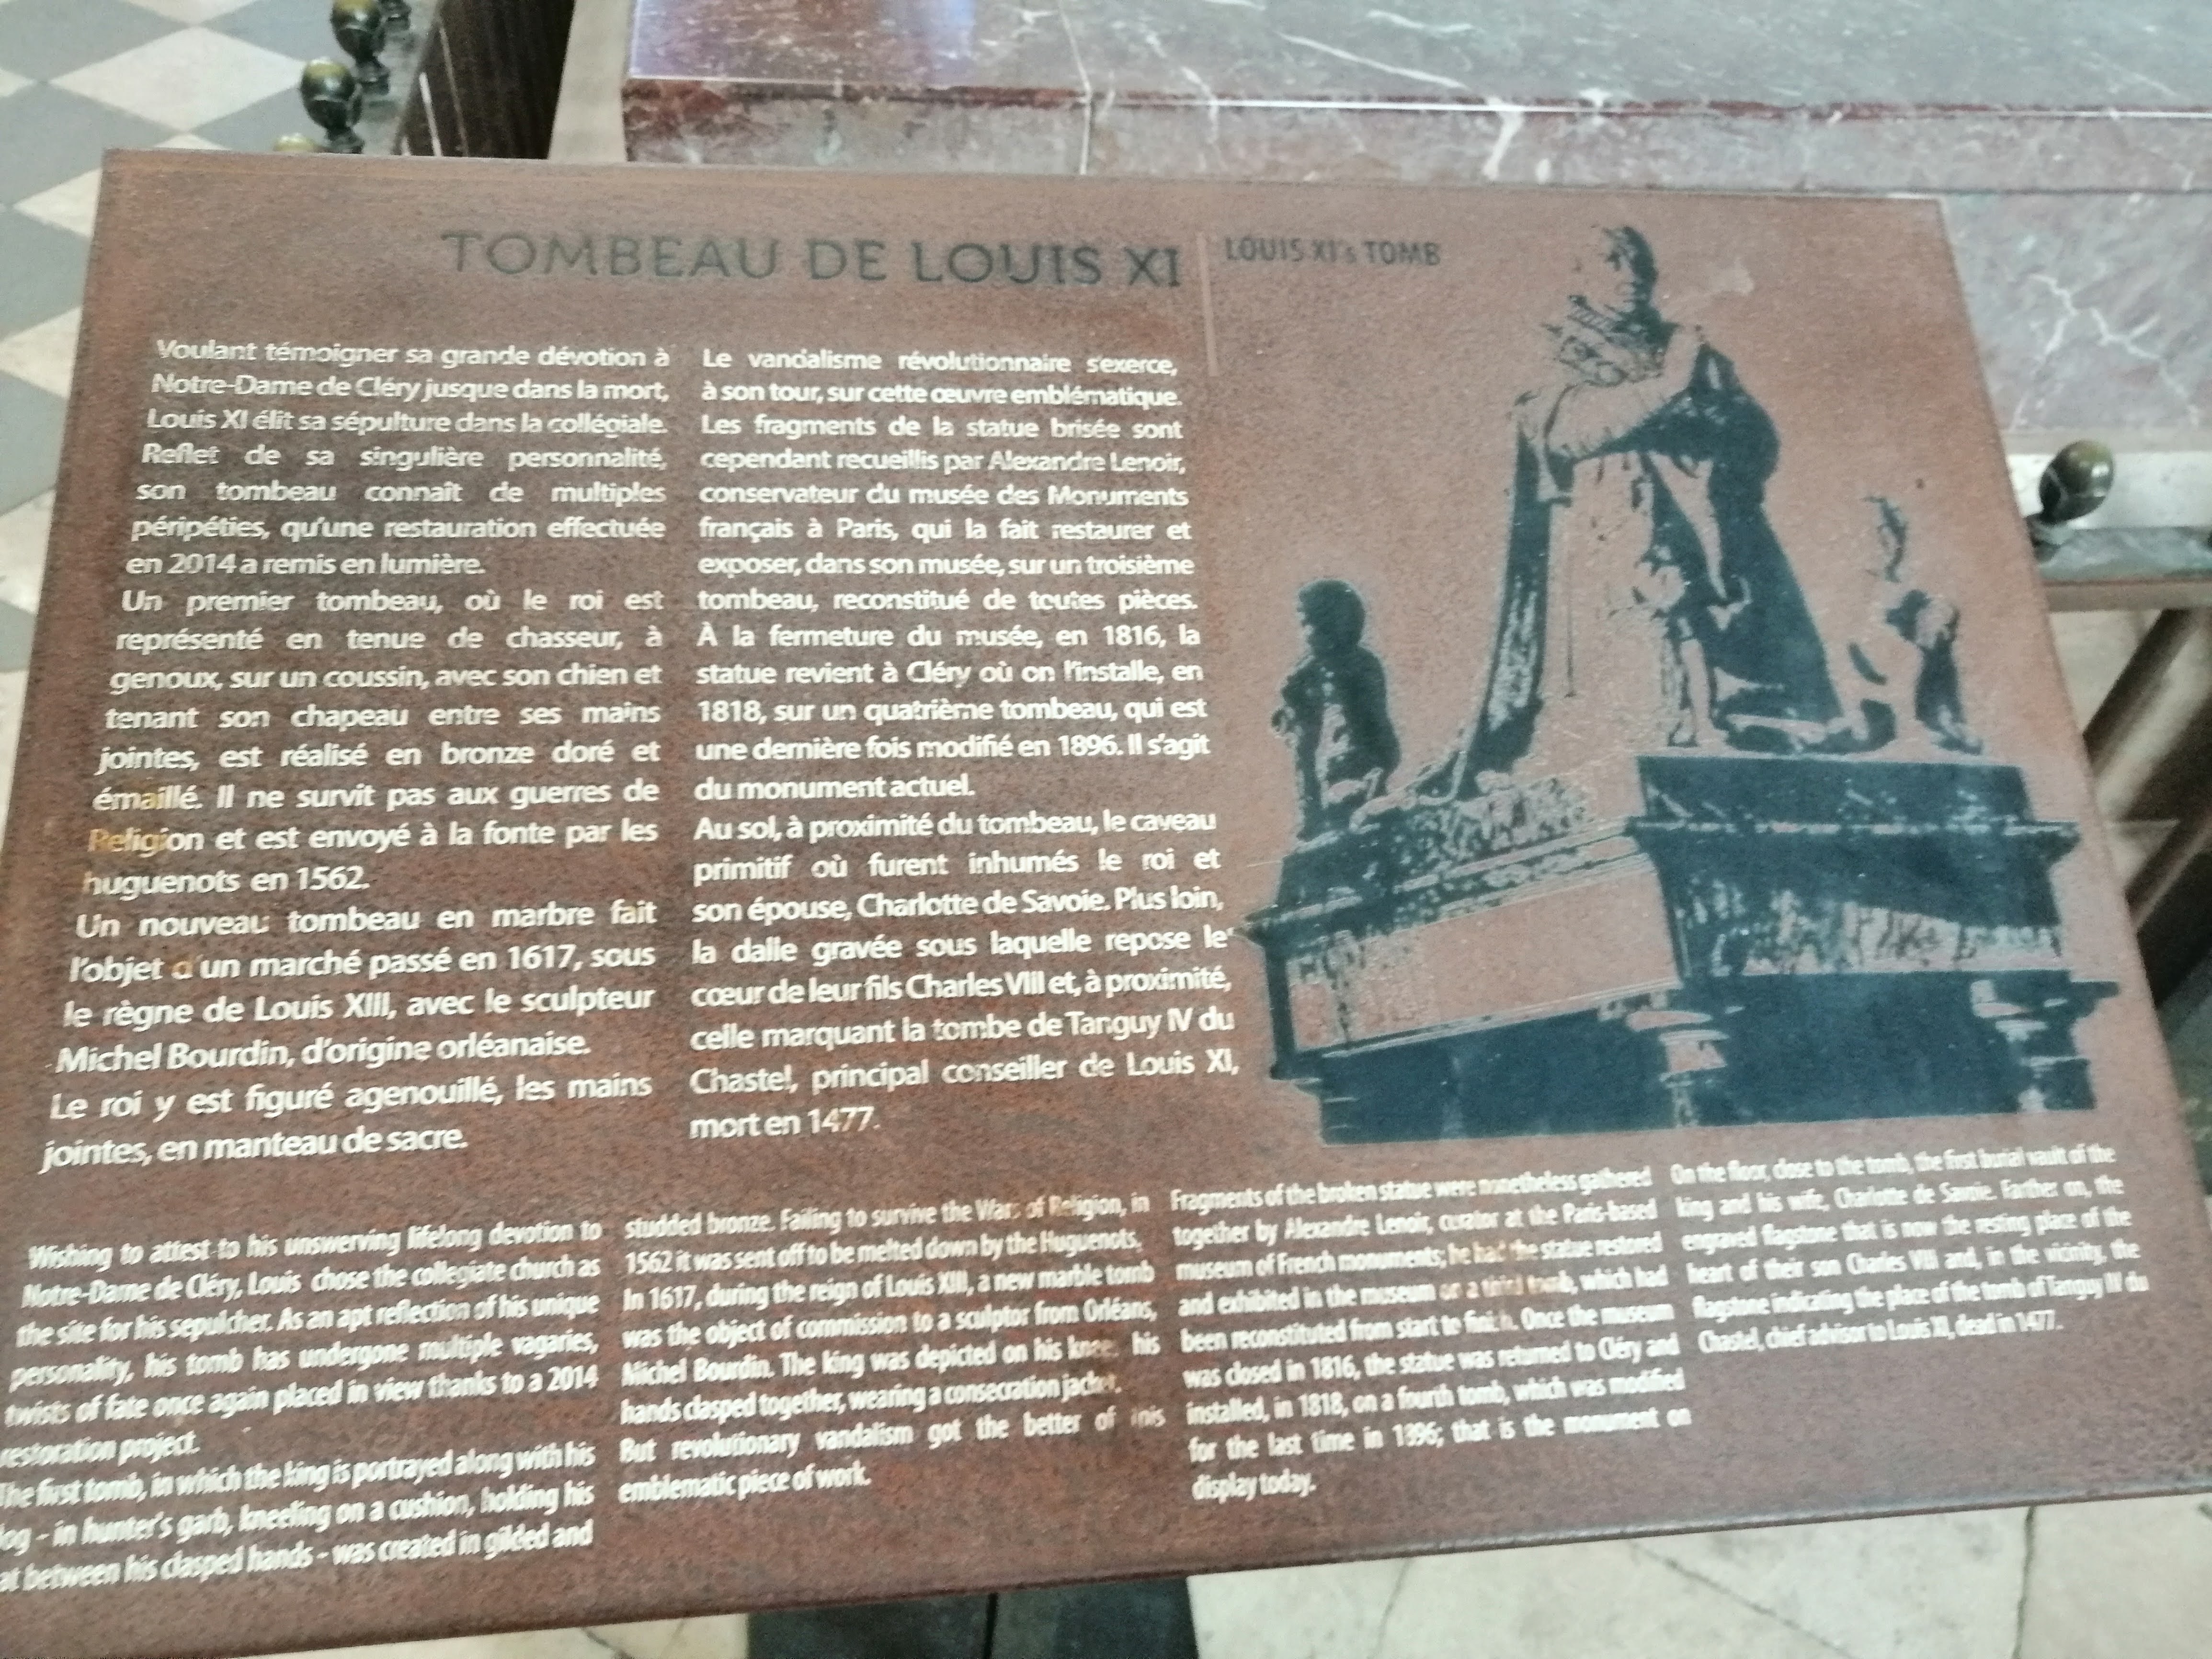 TOMBEAU DE LOUIS XI
LOUIS XI's TOMB
Voulant témoigner sa grande dévotion à
Notre-Dame de Cléry jusque dans la mort,
Louis XI élit sa sépulture dans la collégiale.
Reflet de sa singulière personnalité,
son tombeau connaît de multiples
péripéties, qu'une restauration effectuée
en 2014 a remis en lumière.
Un premier tombeau, où le roi est
représenté en tenue de chasseur, à
genoux, sur un coussin, avec son chien et
tenant son chapeau entre ses mains
jointes, est réalisé en bronze doré et
émaillé. Il ne survit pas aux guerres de
Religion et est envoyé à la fonte par les
huguenots en 1562.
Un nouveau tombeau en marbre fait
l'objet d'un marché passé en 1617, sous
le règne de Louis XIII, avec le sculpteur
Michel Bourdin, d'origine orléanaise.
Le roi y est figuré agenouillé, les mains
jointes, en manteau de sacre.
Le vandalisme révolutionnaire s'exerce,
à son tour, sur cette œuvre emblématique.
Les fragments de la statue brisée sont
cependant recueillis par Alexandre Lenoir,
conservateur du musée des Monuments
français à Paris, qui la fait restaurer et
exposer, dans son musée, sur un troisième
tombeau, reconstitué de toutes pièces.
À la fermeture du musée, en 1816, la
statue revient à Cléry où on l'installe, en
1818, sur un quatrième tombeau, qui est
une dernière fois modifié en 1896. Il s'agit
du monument actuel.
Au sol, à proximité du tombeau, le caveau
primitif où furent inhumés le roi et
son épouse, Charlotte de Savoie. Plus loin,
la dalle gravée sous laquelle repose le
cœur de leur fils Charles VIII et, à proximité,
celle marquant la tombe de Tanguy IV du
Chastel, principal conseiller de Louis XI,
mort en 1477.
Wishing to attest to his unswerving lifelong devotion to
Notre-Dame de Cléry, Louis chose the collegiate church as
the site for his sepulcher. As an apt reflection of his unique
personality, his tomb has undergone multiple vagaries,
twists of fate once again placed in view thanks to a 2014
restoration project.
The first tomb, in which the king is portrayed along with his
dog - in hunter's garb, kneeling on a cushion, holding his
at between his clasped hands - was created in gilded and
studded bronze. Failing to survive the Wars of Religion, in
1562 it was sent off to be melted down by the Huguenots.
In 1617, during the reign of Louis XIII, a new marble tomb
was the object of commission to a sculptor from Orléans,
Michel Bourdin. The king was depicted on his knees, his
hands clasped together, wearing a consecration jacket.
But revolutionary vandalism got the better of this
emblematic piece of work.
Fragments of the broken statue were nonetheless gathered
together by Alexandre Lenoir, curator at the Paris-based
museum of French monuments; he had the statue restored
and exhibited in the museum on a third tomb, which had
been reconstituted from start to finish. Once the museum
was closed in 1816, the statue was returned to Cléry and
installed, in 1818, on a fourth tomb, which was modified
for the last time in 1896; that is the monument on
display today.
On the floor, close to the tomb, the first burial vault of the
king and his wife, Charlotte de Savoie. Farther on, the
engraved flagstone that is now the resting place of the
heart of their son Charles VIII and, in the vicinity, the
flagstone indicating the place of the tomb of Tanguy IV du
Chastel, chief advisor to Louis XI, dead in 1477.